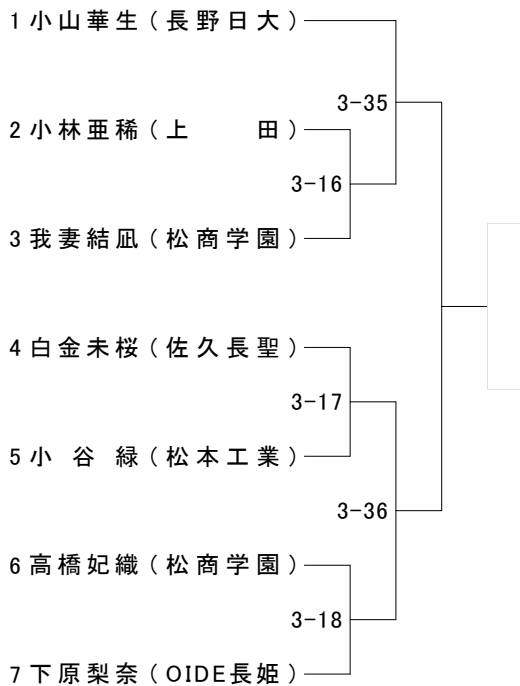 1 小山華生（長野日大）
3-35
2 小林亜稀（上　　田）
3-16
3 我妻結凪（松商学園）
4 白金未桜（佐久長聖）
3-17
5 小　谷　緑（松本工業）
3-36
6 高橋妃織（松商学園）
3-18
7 下原梨奈（OIDE長姫）